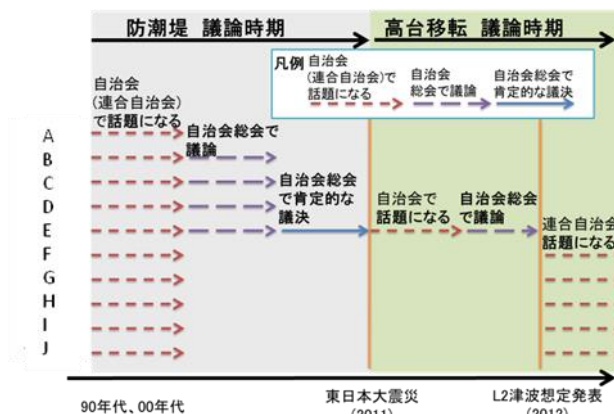 防潮堤 議論時期
高台移転 議論時期
凡例
自治会
(連合自治会)で
話題になる
自治会
総会で議論
自治会総会で
肯定的な議決
自治会
(連合自治会)
で話題になる
自治会総会で
議論
自治会総会
で肯定的な
議決
自治会で
話題になる
自治会総会
で議論
連合自治会
話題になる
A
B
C
D
E
F
G
H
I
J
90年代、00年代
東日本大震災
(2011)
L2津波想定発表
(2012)